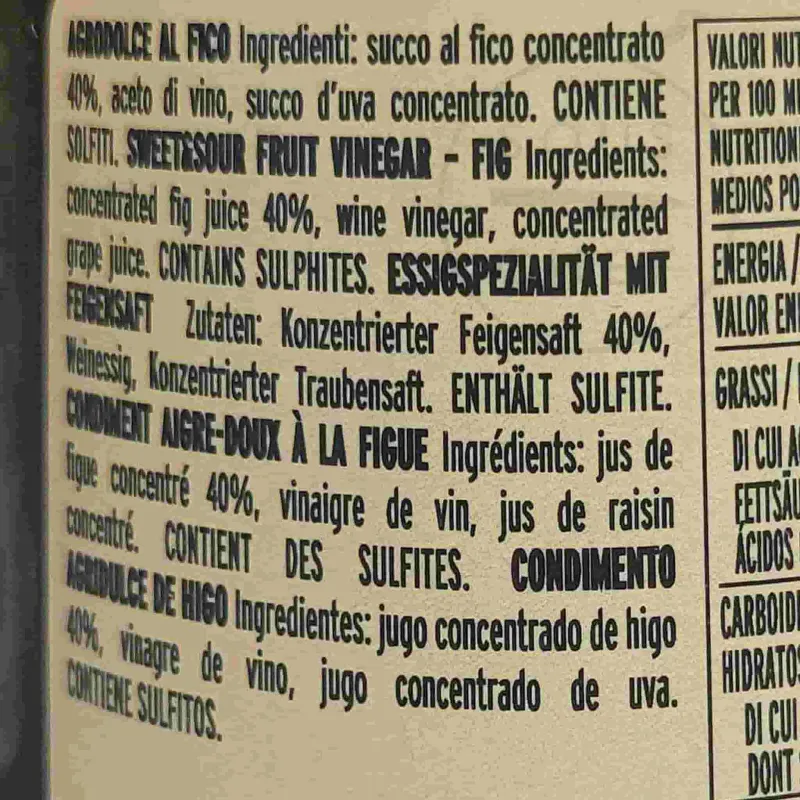 AGRODOLCE AL FICO Ingredienti: succo al fico concentrato
40%, aceto di vino, succo d'uva concentrato. CONTIENE
SOLFITI. SWEET&SOUR FRUIT VINEGAR - FIG Ingredients:
concentrated fig juice 40%, wine vinegar, concentrated
grape juice. CONTAINS SULPHITES. ESSIGSPEZIALITÄT MIT
FEIGENSAFT Zutaten: Konzentrierter Feigensaft 40%,
Weinessig, Konzentrierter Traubensaft. ENTHÄLT SULFITE.
CONDIMENT AIGRE-DOUX À LA FIGUE Ingrédients: jus de
figue concentré 40%, vinaigre de vin, jus de raisin
concentré. CONTIENT DES SULFITES. CONDIMENTO
AGRIDULCE DE HIGO Ingredientes: jugo concentrado de higo
40%, vinagre de vino, jugo concentrado de uva.
CONTIENE SULFITOS.
VALORI NUT
PER 100 M
NUTRITION
MEDIOS PO
ENERGIA /
VALOR EN
GRASSI /
DI CUI A
FETTSÄU
ÁCIDOS
CARBOID
HIDRATOS
DI CUI
DONT